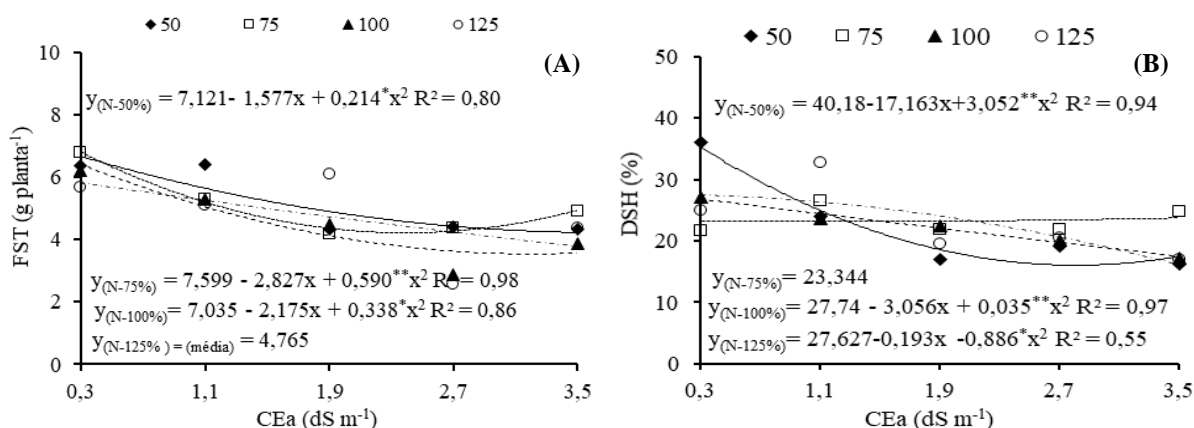 50 75 100 125
(A)
y(N-50%) = 7,121- 1,577x + 0,214*x² R² = 0,80
y(N-75%) = 7,599 - 2,827x + 0,590**x² R² = 0,98
y(N-100%)= 7,035 - 2,175x + 0,338*x² R² = 0,86
y(N-125% ) = (média) = 4,765
FST (g planta⁻¹)
10
8
6
4
2
0
0,3 1,1 1,9 2,7 3,5
CEa (dS m⁻¹)
50 75 100 125
(B)
y(N-50%) = 40,18-17,163x+3,052**x² R² = 0,94
y(N-75%) = 23,344
y(N-100%)= 27,74 - 3,056x + 0,035**x² R² = 0,97
y(N-125%)= 27,627-0,193x -0,886*x² R² = 0,55
DSH (%)
50
40
30
20
10
0
0,3 1,1 1,9 2,7 3,5
CEa (dS m⁻¹)